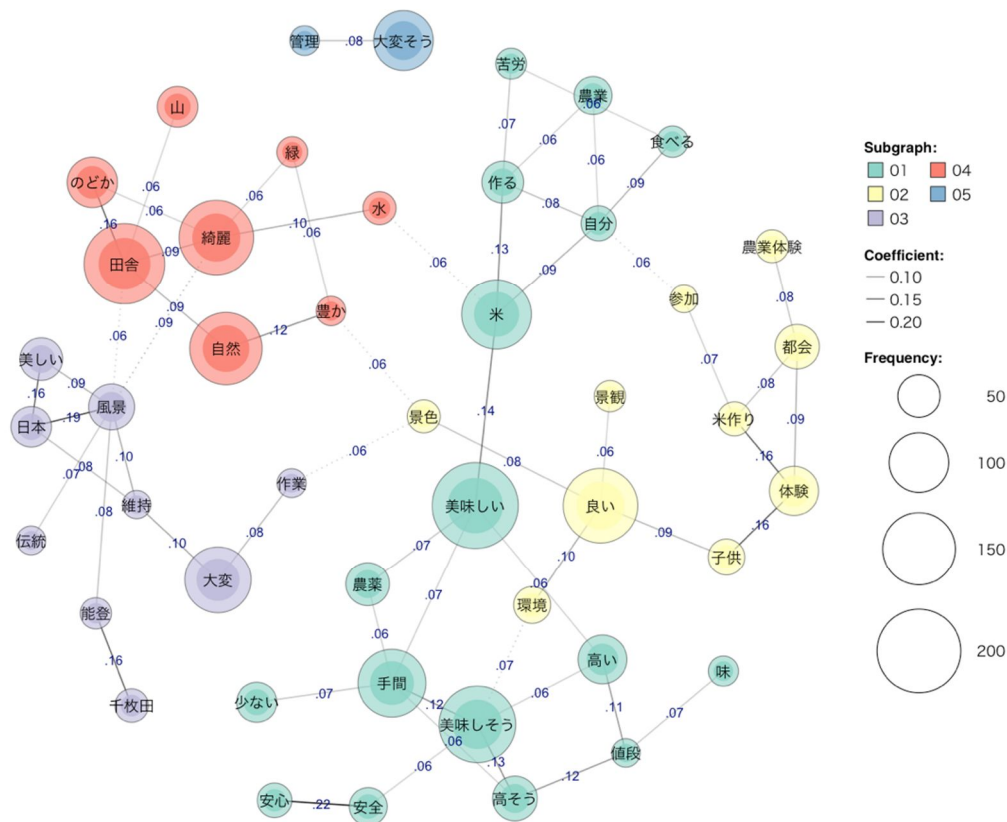 管理
.08
大変そう
苦労
農業
.06
山
.07
.06
.06
食べる
緑
のどか
作る
.09
Subgraph:
01
04
02
05
03
.06
.06
.06
.08
.16
水
.10
.06
自分
綺麗
.13
農業体験
田舎
.09
.06
.09
.06
Coefficient:
0.10
0.15
0.20
.08
参加
.09
.09
豊か
米
.12
.06
自然
都会
美しい
.07
Frequency:
50
.06
.08
.09
.16
景観
風景
日本
.19
.14
景色
米作り
.09
.10
.06
.06
.08
.16
.07
.08
作業
体験
維持
.08
美味しい
良い
.08
.09
.16
伝統
.10
.07
.10
子供
100
150
大変
農薬
.06
.07
環境
能登
.06
.16
.07
高い
味
手間
.06
千枚田
少ない
.07
.12
.11
.07
200
美味しそう
.06
値段
.06
.13
.12
安心
.22
安全
高そう